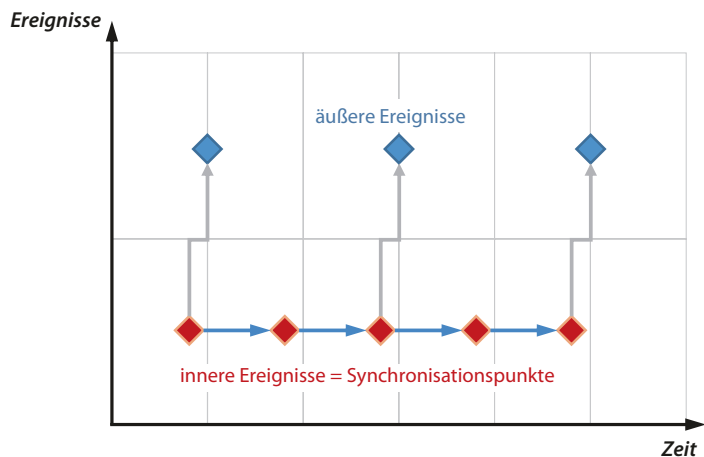 Ereignisse
äußere Ereignisse
innere Ereignisse = Synchronisationspunkte
Zeit